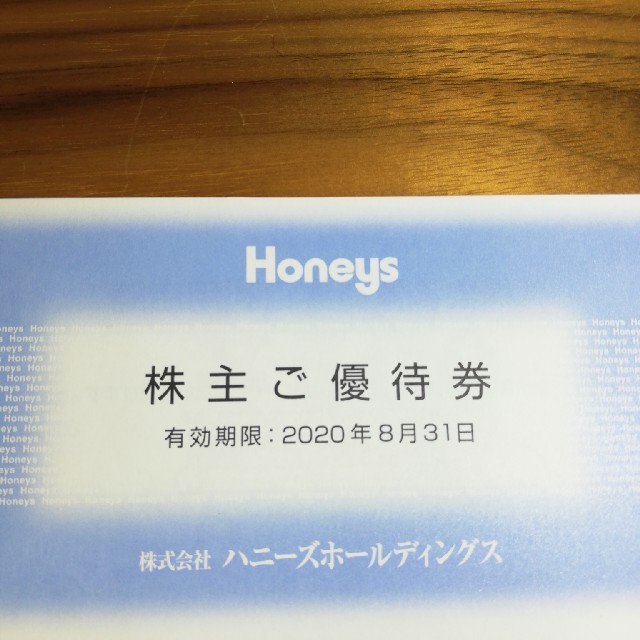 Honeys
株主ご優待券
有効期限：2020年8月31日
株式会社 ハニーズホールディングス